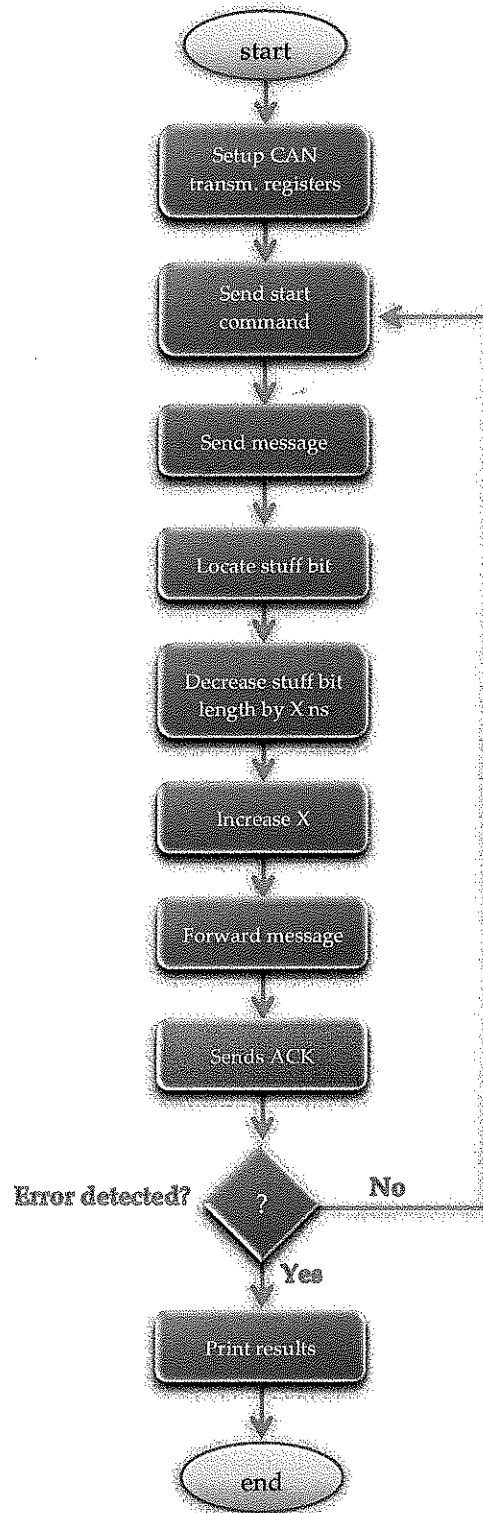 start
Setup CAN
transm. registers
Send start
command
Send message
Locate stuff bit
Decrease stuff bit
length by X ns
Increase X
Forward message
Sends ACK
Error detected?
?
No
Yes
Print results
end